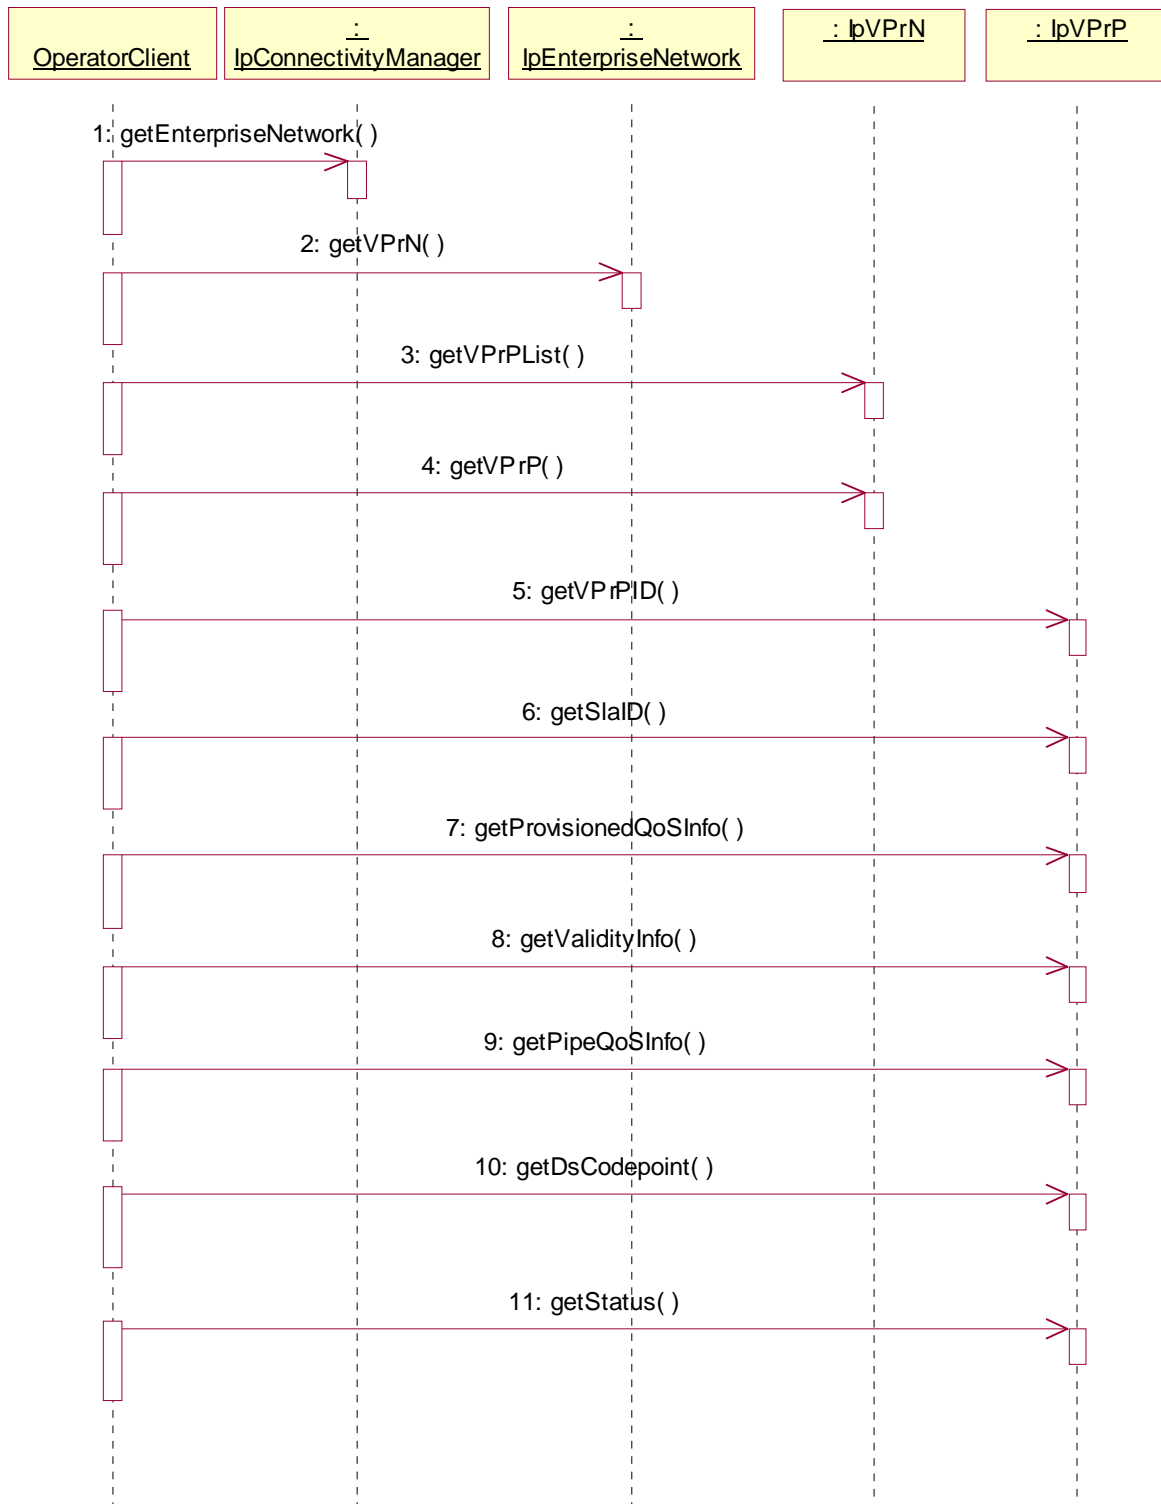 OperatorClient
:
IpConnectivityManager
:
IpEnterpriseNetwork
: IpVPrN
: IpVPrP
1: getEnterpriseNetwork( )
2: getVPrN( )
3: getVPrPList( )
4: getVPrP( )
5: getVPrPID( )
6: getSlaID( )
7: getProvisionedQoSInfo( )
8: getValidityInfo( )
9: getPipeQoSInfo( )
10: getDsCodepoint( )
11: getStatus( )